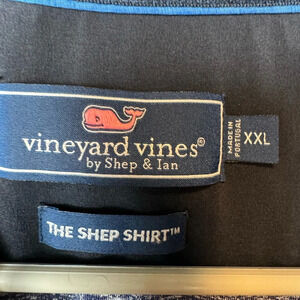 vineyard vines®
by Shep & Ian
MADE IN
PORTUGAL
XXL
THE SHEP SHIRT™